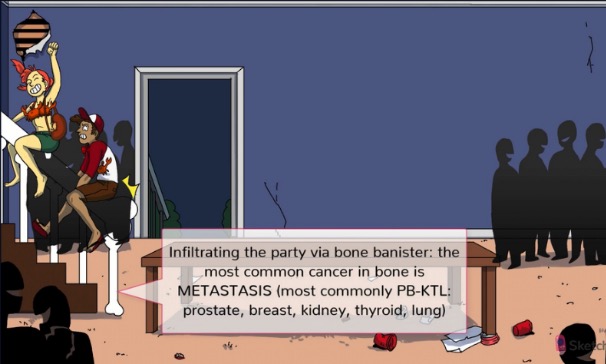 Infiltrating the party via bone banister: the
most common cancer in bone is
METASTASIS (most commonly PB-KTL:
prostate, breast, kidney, thyroid, lung)
Sketch